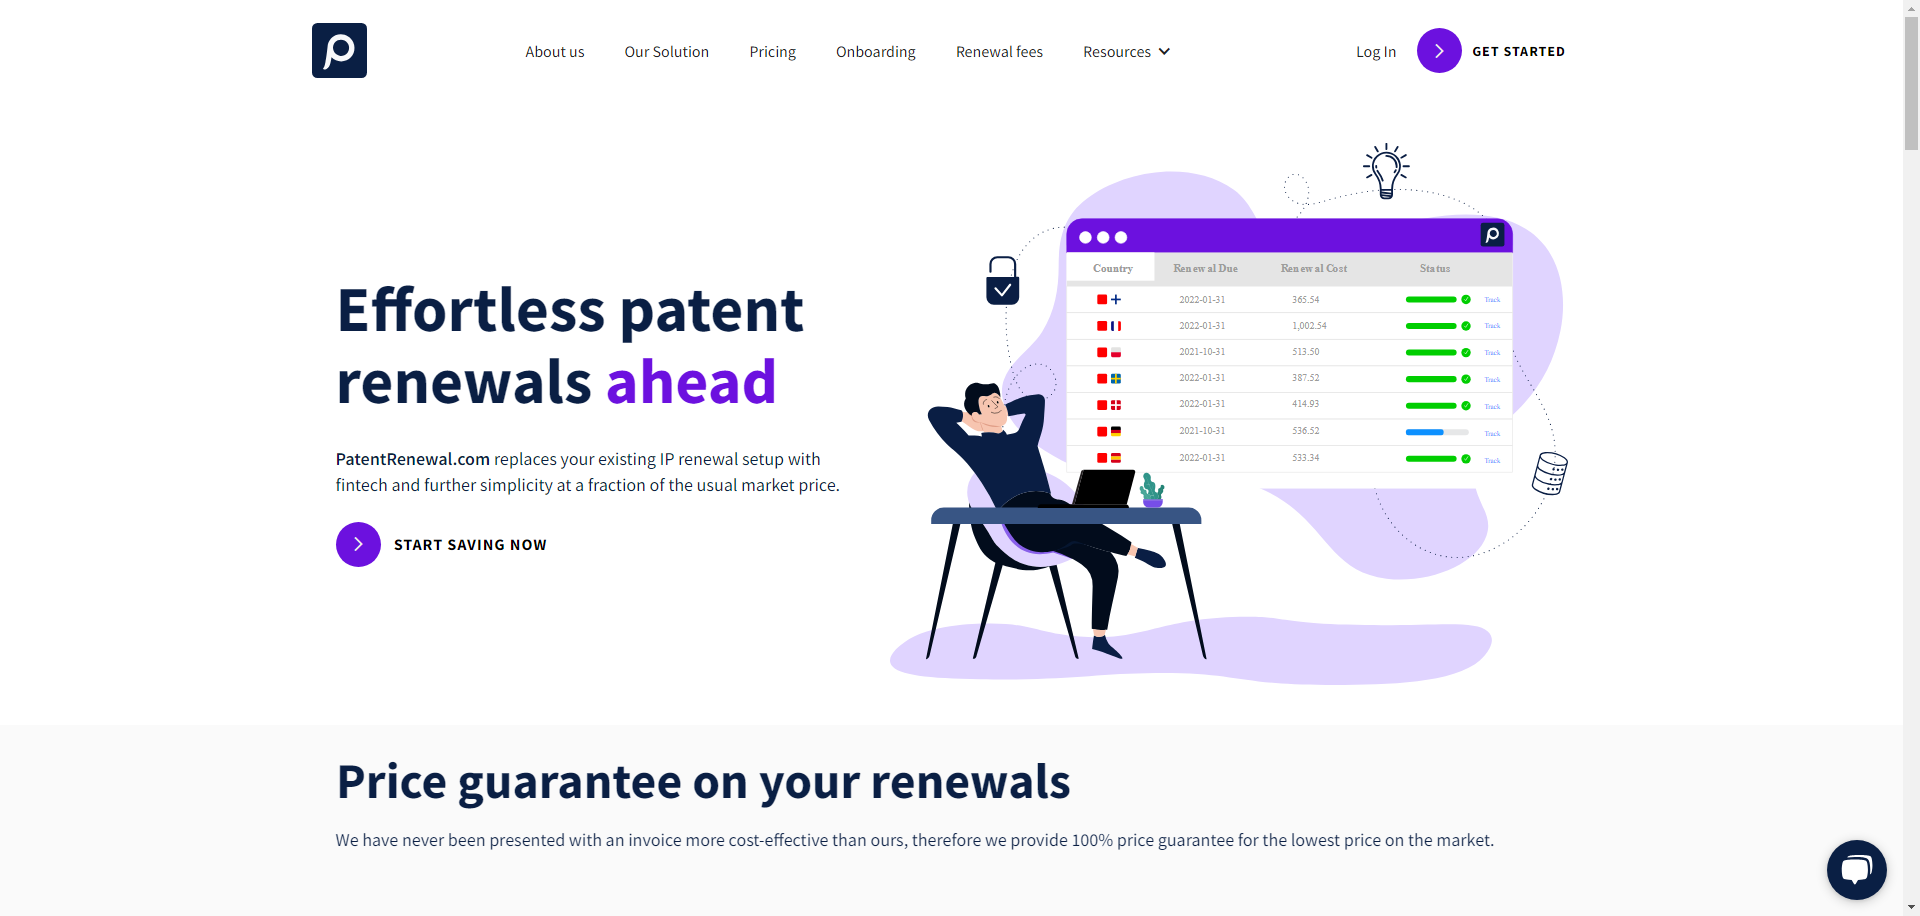 About us
Our Solution
Pricing
Onboarding
Renewal fees
Resources
Log In
GET STARTED
Effortless patent
renewals ahead
PatentRenewal.com replaces your existing IP renewal setup with
fintech and further simplicity at a fraction of the usual market price.
START SAVING NOW
Country Renewal Due Renewal Cost Status
2022-01-31 365.54 Track
2022-01-31 1,002.54 Track
2021-10-31 513.50 Track
2022-01-31 387.52 Track
2022-01-31 414.93 Track
2021-10-31 536.52 Track
2022-01-31 533.34 Track
Price guarantee on your renewals
We have never been presented with an invoice more cost-effective than ours, therefore we provide 100% price guarantee for the lowest price on the market.